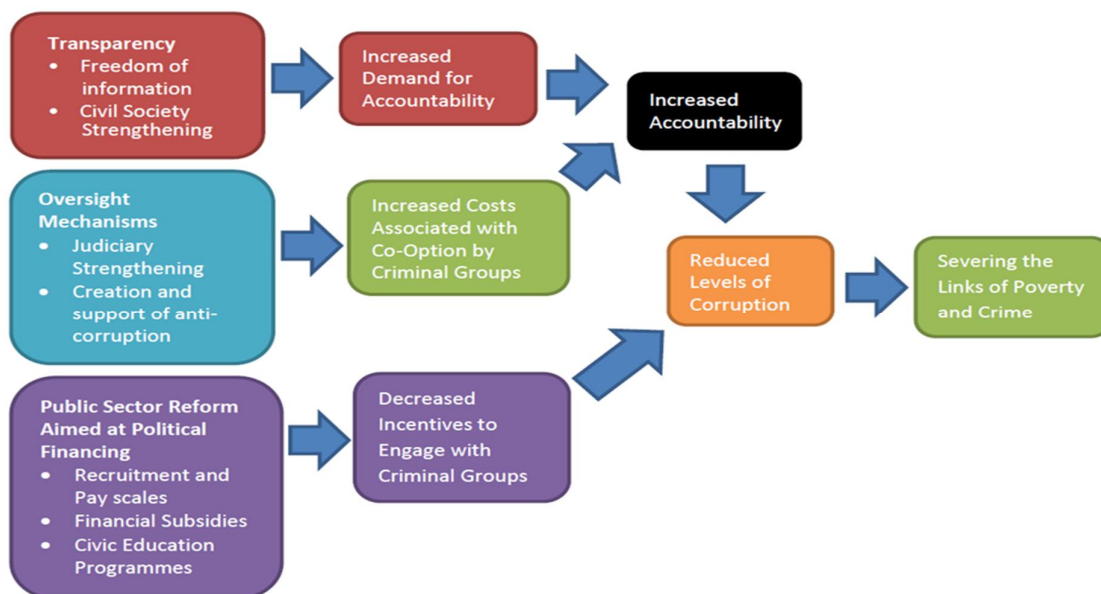 Transparency
• Freedom of
information
• Civil Society
Strengthening
Increased
Demand for
Accountability
Increased
Accountability
Oversight
Mechanisms
• Judiciary
Strengthening
• Creation and
support of anti-
corruption
Increased Costs
Associated with
Co-Option by
Criminal Groups
Reduced
Levels of
Corruption
Severing the
Links of Poverty
and Crime
Public Sector Reform
Aimed at Political
Financing
• Recruitment and
Pay scales
• Financial Subsidies
• Civic Education
Programmes
Decreased
Incentives to
Engage with
Criminal Groups